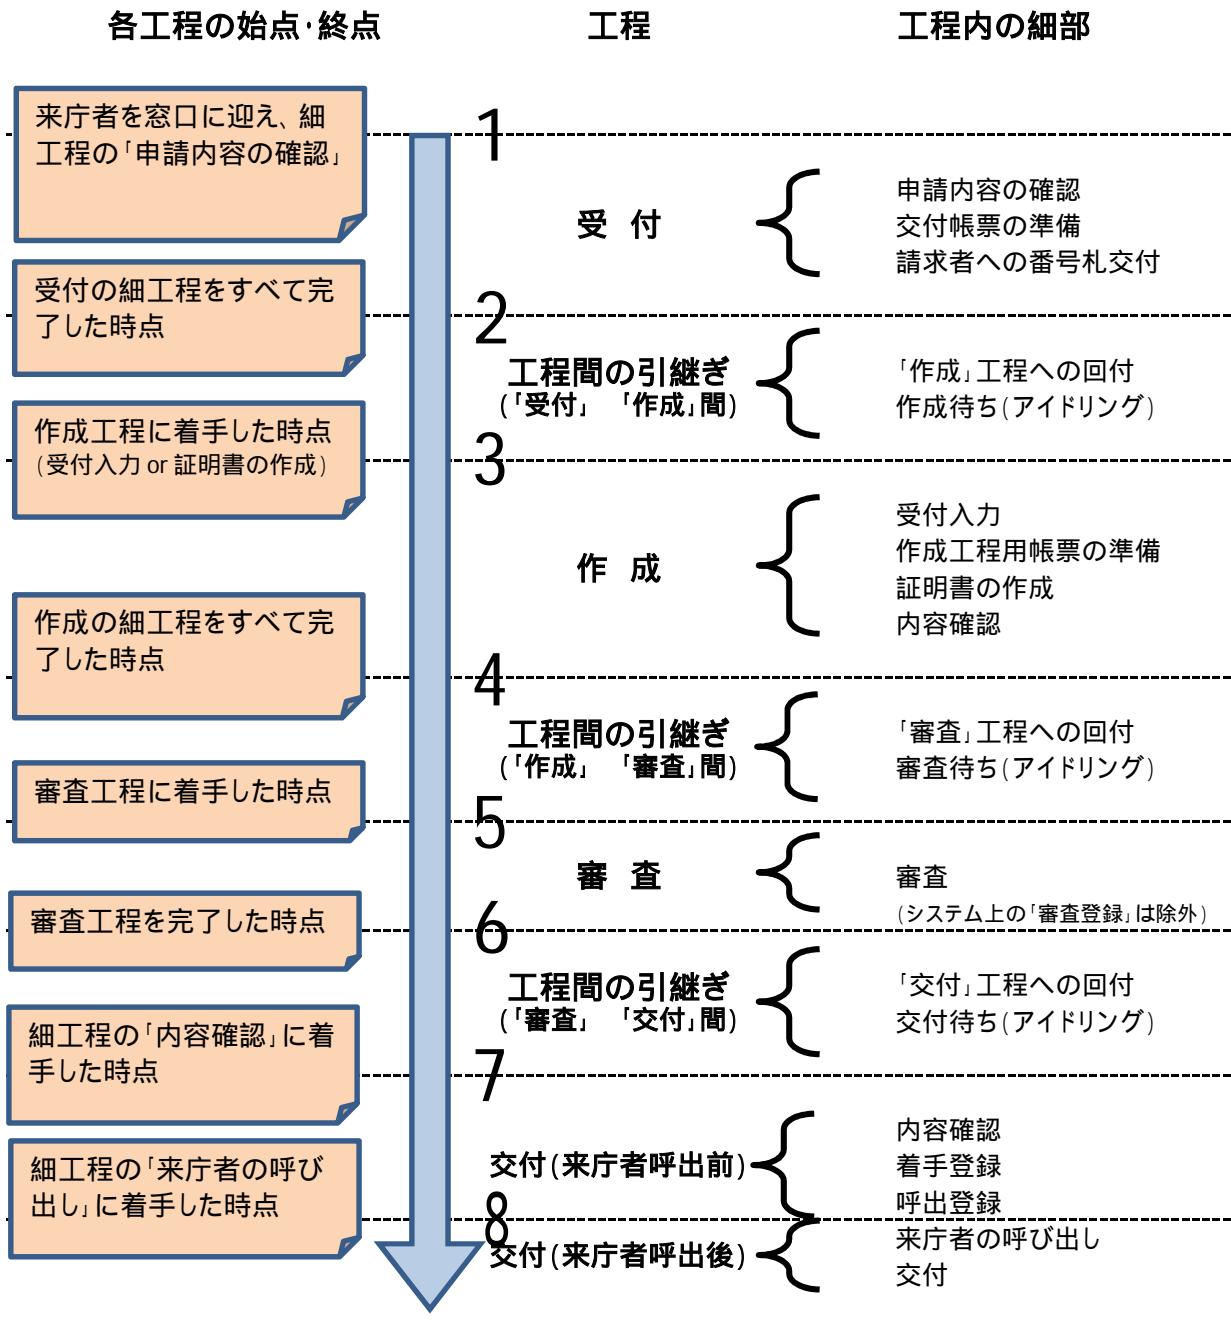 各工程の始点・終点
工程
工程内の細部
来庁者を窓口に迎え、細
工程の「申請内容の確認」
1
受 付
申請内容の確認
交付帳票の準備
請求者への番号札交付
受付の細工程をすべて完
了した時点
2
工程間の引継ぎ
(「受付」 「作成」間)
「作成」工程への回付
作成待ち(アイドリング)
作成工程に着手した時点
(受付入力 or 証明書の作成)
3
作 成
受付入力
作成工程用帳票の準備
証明書の作成
内容確認
作成の細工程をすべて完
了した時点
4
工程間の引継ぎ
(「作成」 「審査」間)
「審査」工程への回付
審査待ち(アイドリング)
審査工程に着手した時点
5
審 査
審査
(システム上の「審査登録」は除外)
審査工程を完了した時点
6
工程間の引継ぎ
(「審査」 「交付」間)
「交付」工程への回付
交付待ち(アイドリング)
細工程の「内容確認」に着
手した時点
7
交付(来庁者呼出前)
内容確認
着手登録
呼出登録
細工程の「来庁者の呼び
出し」に着手した時点
8
交付(来庁者呼出後)
来庁者の呼び出し
交付